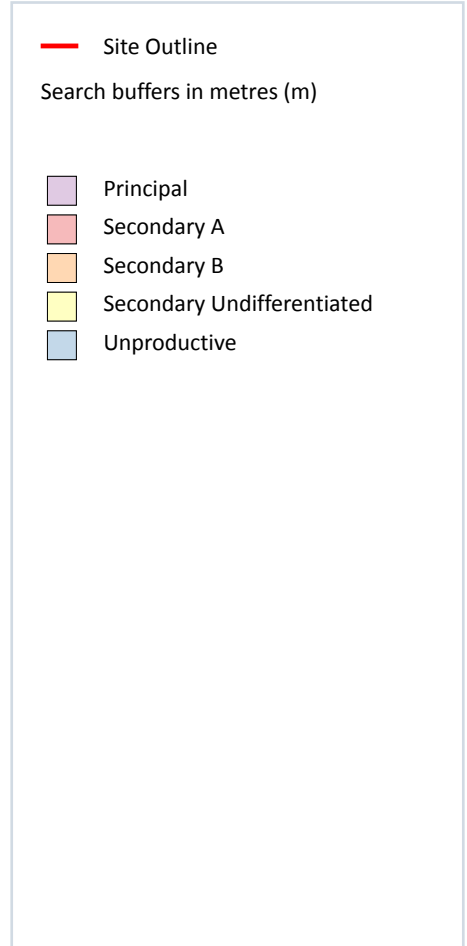 Site Outline
Search buffers in metres (m)
Principal
Secondary A
Secondary B
Secondary Undifferentiated
Unproductive